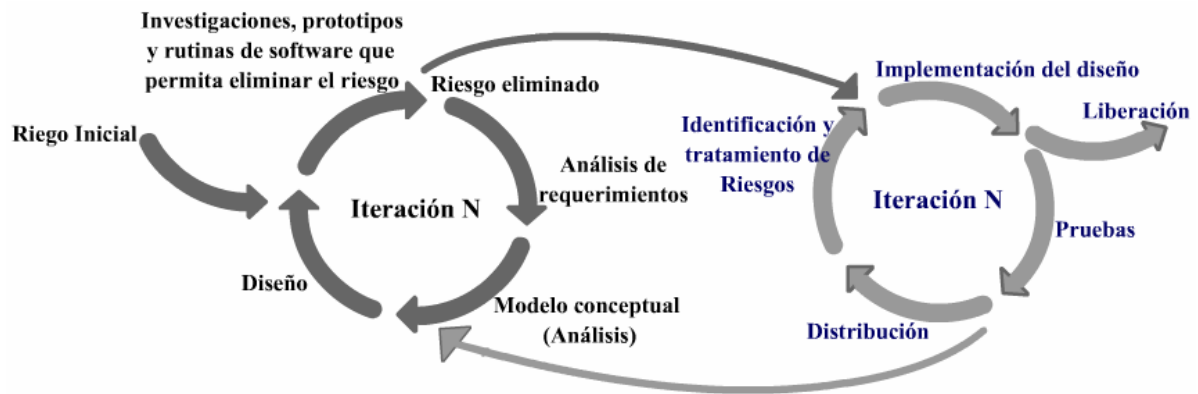 Investigaciones, prototipos
y rutinas de software que
permita eliminar el riesgo
Riesgo eliminado
Riego Inicial
Análisis de
requerimientos
Iteración N
Diseño
Modelo conceptual
(Análisis)
Implementación del diseño
Liberación
Identificación y
tratamiento de
Riesgos
Iteración N
Pruebas
Distribución